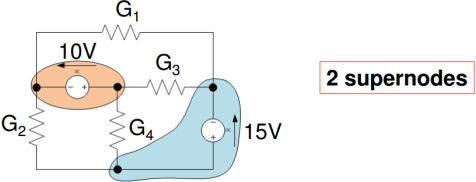 G1
10V
G3
- +
2 supernodes
G2
G4
-
+
15V